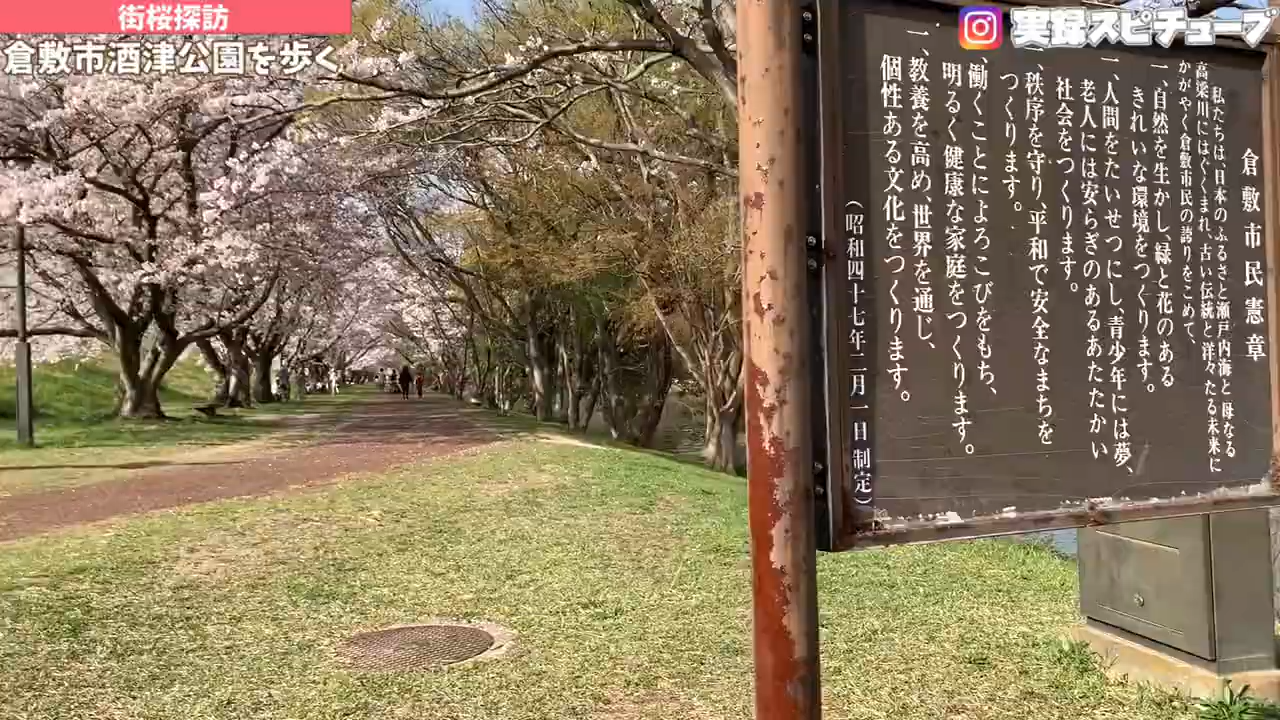 街桜探訪
倉敷市酒津公園を歩く
実録スピチューブ
倉敷市民憲章
私たちは、日本のふるさと瀬戸内海と 母なる
高梁川にはぐくまれ、古い伝統と洋々たる未来に
かがやく倉敷市民の誇りをこめて、
一、自然を生かし、緑と花のある
きれいな環境をつくります。
一、人間をたいせつにし、青少年には夢、
老人には安らぎのあるあたたかい
社会をつくります。
一、秩序を守り、平和で安全なまちを
つくります。
一、働くことによろこびをもち、
明るく健康な家庭をつくります。
一、教養を高め、世界を通じ、
個性ある文化をつくります。
（昭和四十七年二月一日制定）